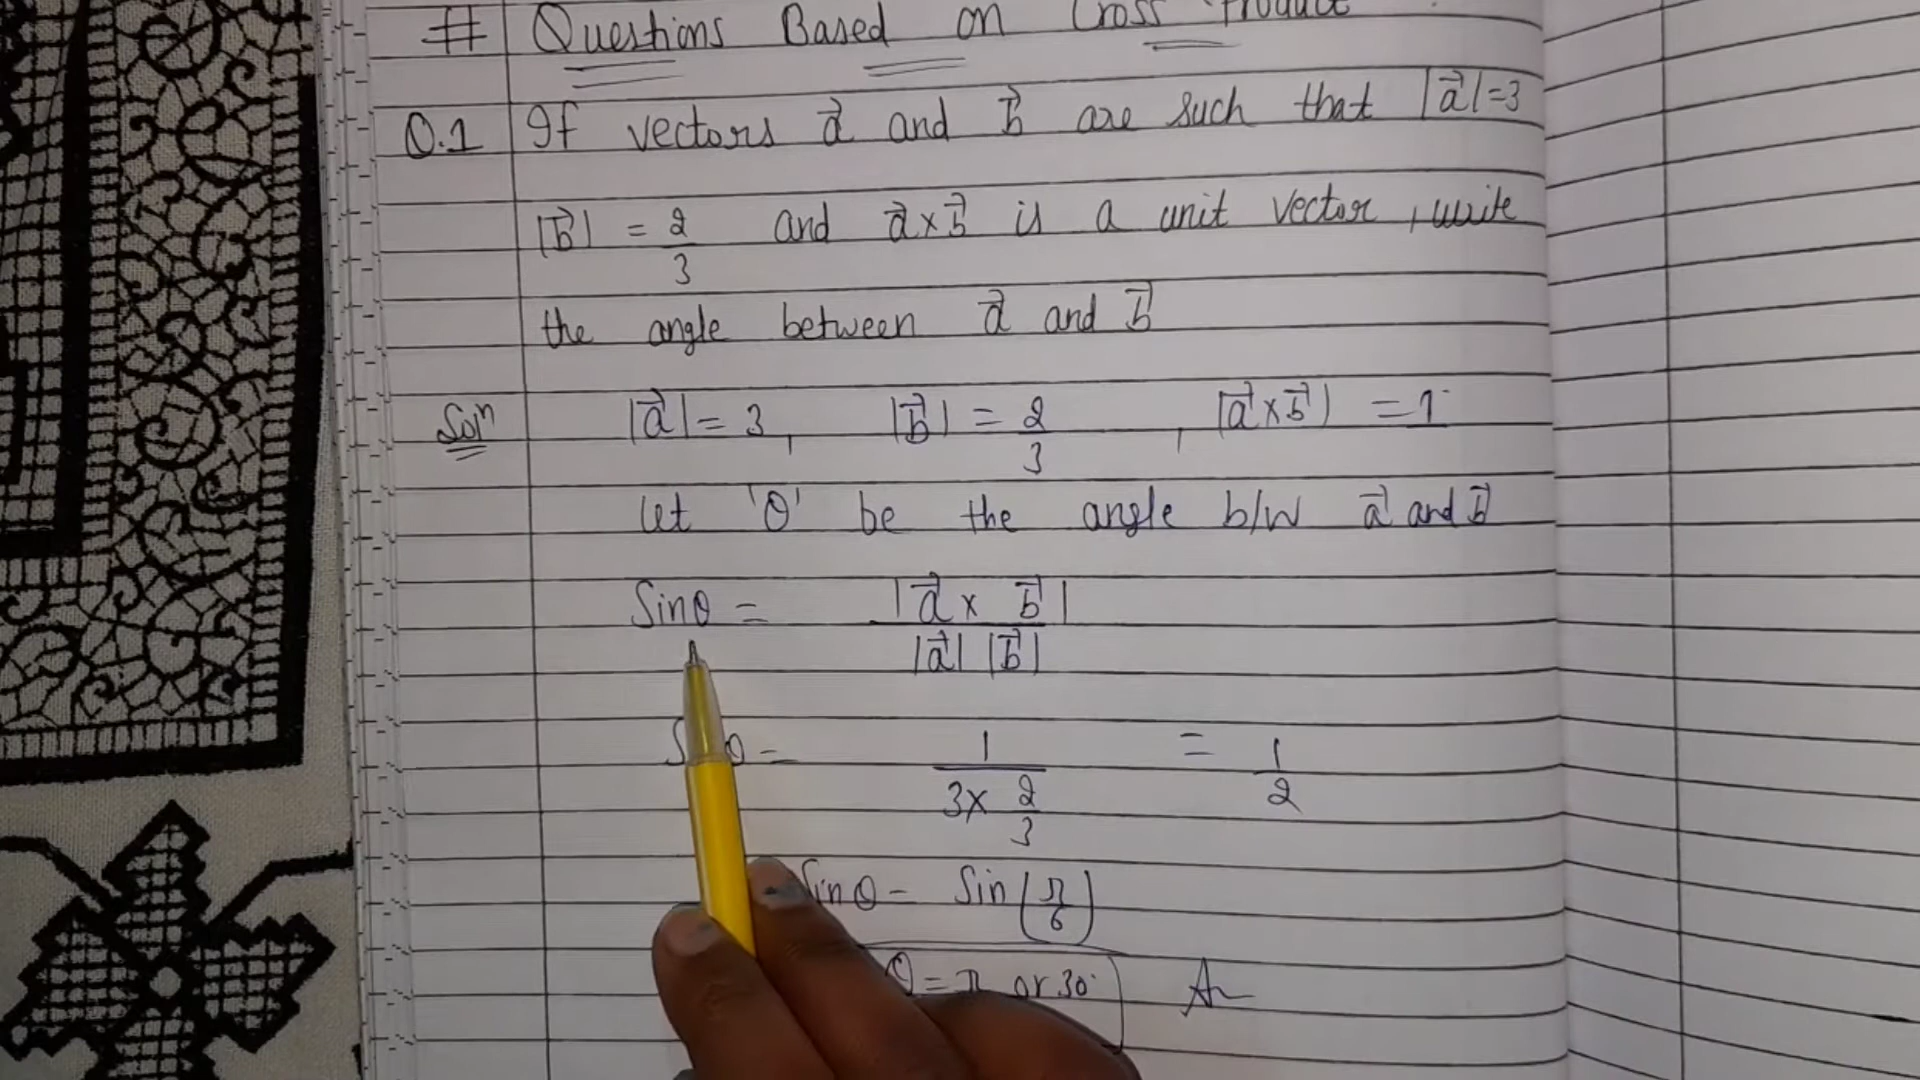 # Questions Based on Cross Product
Q.1 If vectors a⃗ and b⃗ are such that |a⃗|=3
|b⃗| = 2/3 and a⃗×b⃗ is a unit vector, write
the angle between a⃗ and b⃗
Solⁿ |a⃗| = 3, |b⃗| = 2/3, |a⃗×b⃗| = 1
Let 'θ' be the angle b/w a⃗ and b⃗
Sinθ = |a⃗ × b⃗| / |a⃗| |b⃗|
θ = 1 / 3× 2/3 = 1/2
Sin θ = Sin (π/6)
θ = π or 30° Ar